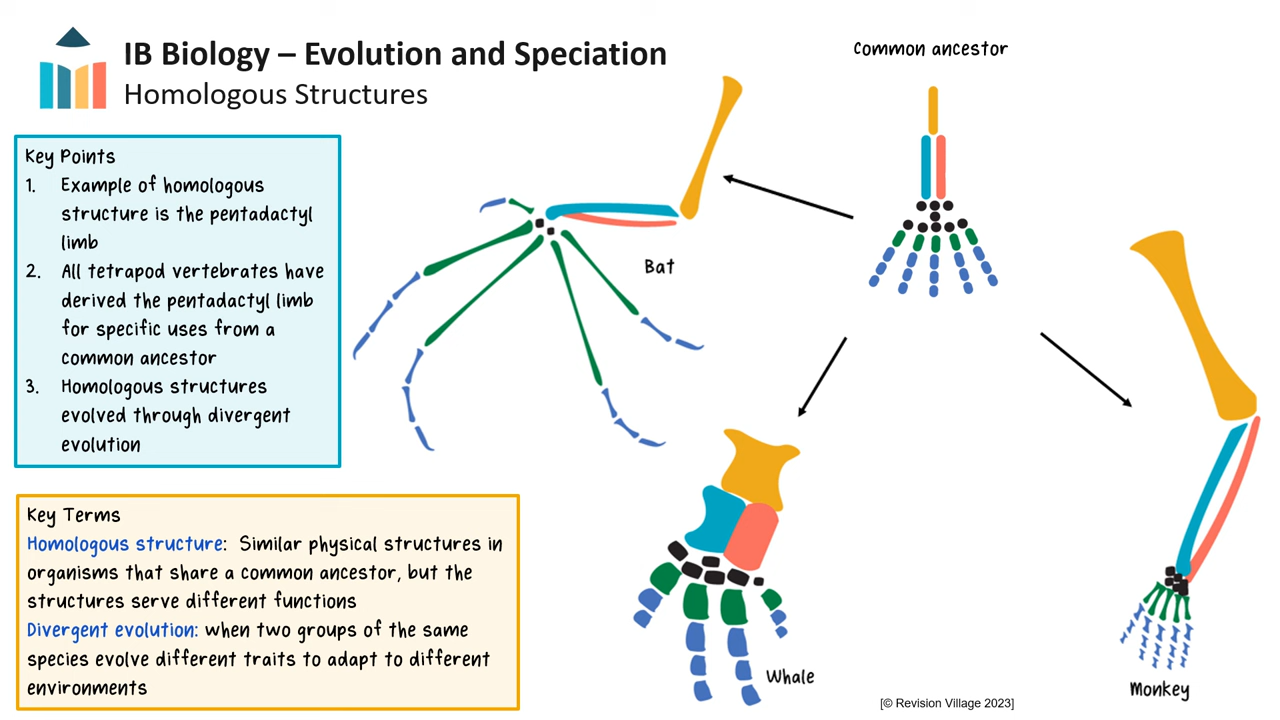 IB Biology – Evolution and Speciation
Homologous Structures
Key Points
1. Example of homologous
structure is the pentadactyl
limb
2. All tetrapod vertebrates have
derived the pentadactyl limb
for specific uses from a
common ancestor
3. Homologous structures
evolved through divergent
evolution
Key Terms
Homologous structure: Similar physical structures in
organisms that share a common ancestor, but the
structures serve different functions
Divergent evolution: when two groups of the same
species evolve different traits to adapt to different
environments
Common ancestor
Bat
Whale
Monkey
[© Revision Village 2023]